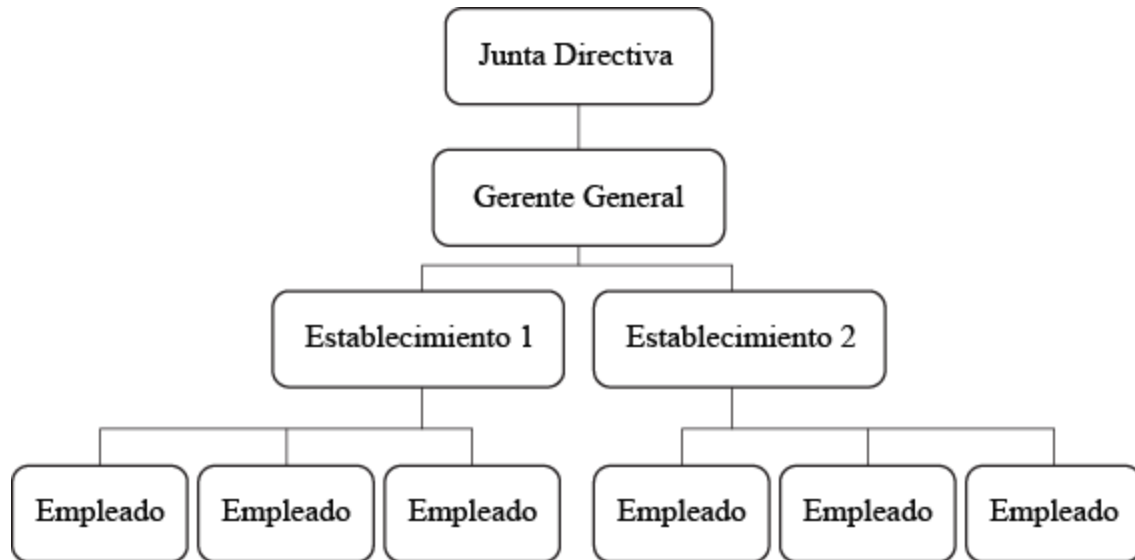 Junta Directiva
Gerente General
Establecimiento 1
Establecimiento 2
Empleado
Empleado
Empleado
Empleado
Empleado
Empleado